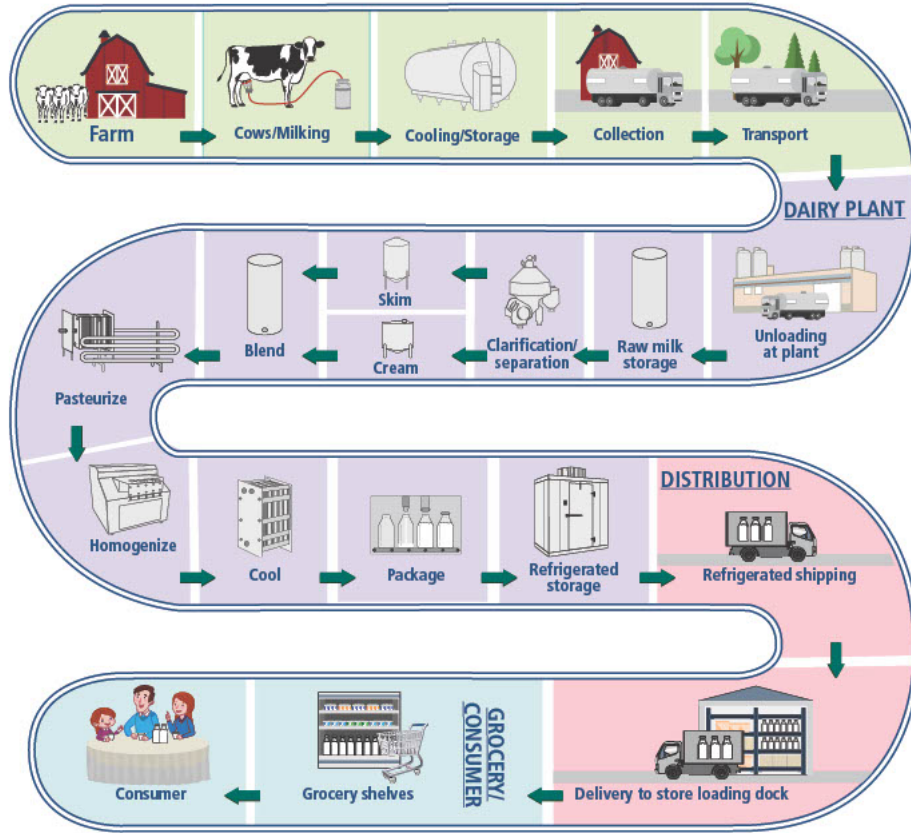 Farm
Cows/Milking
Cooling/Storage
Collection
Transport
DAIRY PLANT
Unloading
at plant
Raw milk
storage
Clarification/
separation
Skim
Cream
Blend
Pasteurize
Homogenize
Cool
Package
Refrigerated
storage
DISTRIBUTION
Refrigerated shipping
Delivery to store loading dock
GROCERY/
CONSUMER
Grocery shelves
Consumer